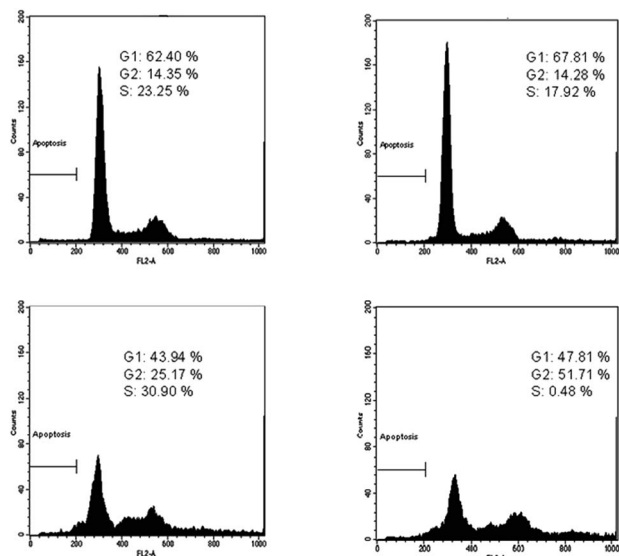 200
160
120
80
40
0
Counts
G1: 62.40 %
G2: 14.35 %
S: 23.25 %
Apoptosis
0 200 400 600 800 1000
FL2-A
200
160
120
80
40
0
Counts
G1: 67.81 %
G2: 14.28 %
S: 17.92 %
Apoptosis
0 200 400 600 800 1000
FL2-A
200
160
120
80
40
0
Counts
G1: 43.94 %
G2: 25.17 %
S: 30.90 %
Apoptosis
0 200 400 600 800 1000
FL2-A
200
160
120
80
40
0
Counts
G1: 47.81 %
G2: 51.71 %
S: 0.48 %
Apoptosis
0 200 400 600 800 1000
FL2-A